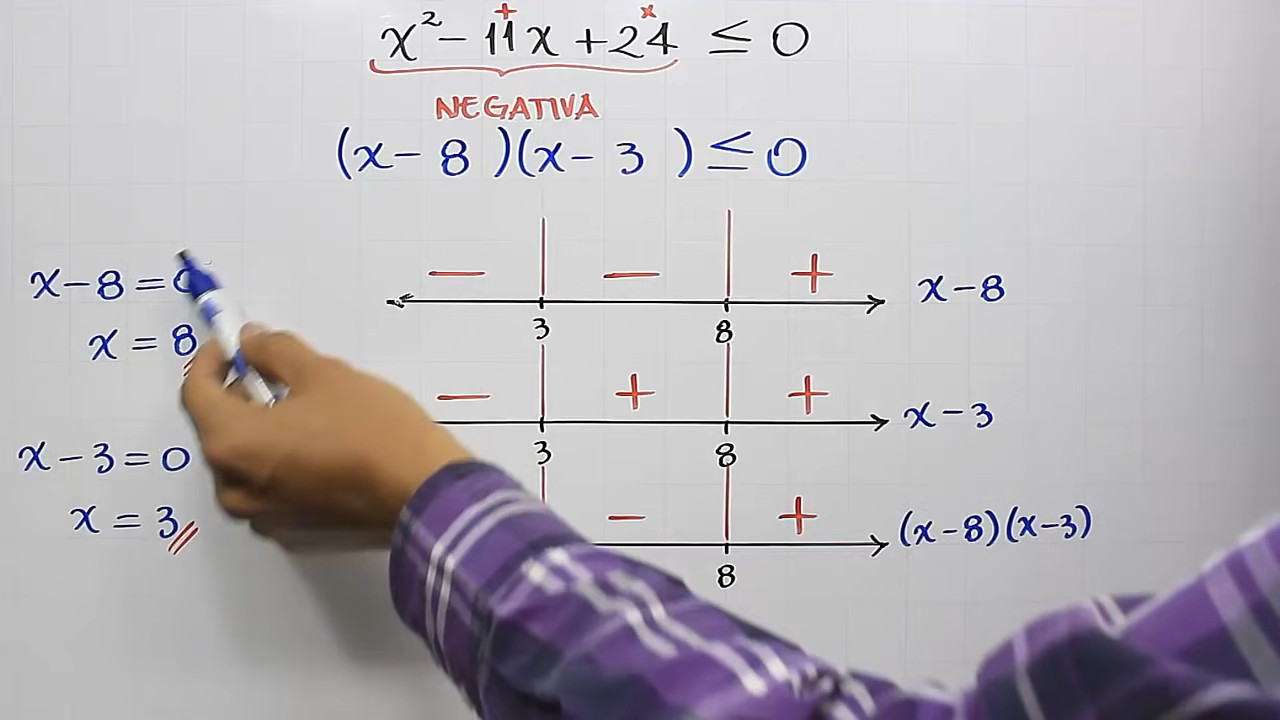 + x
x² - 11x + 24 ≤ 0
NEGATIVA
(x - 8 )(x - 3 ) ≤ 0
− − + x - 8
x - 8 = 0
3 8
x = 8
− + + x - 3
3 8
x - 3 = 0
− + (x-8)(x-3)
x = 3
8